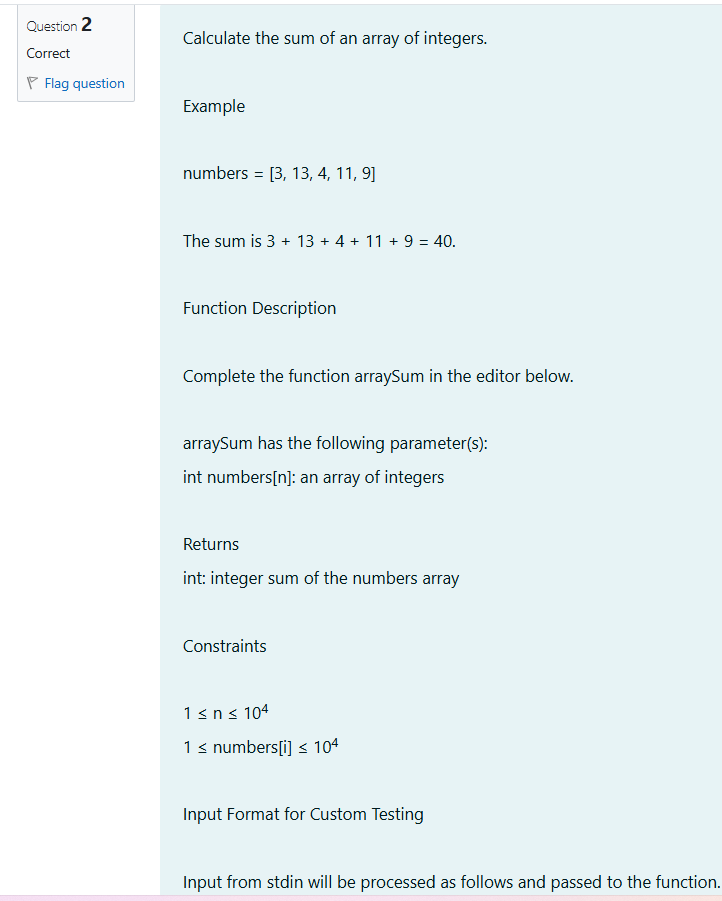 Question 2
Correct
Flag question
Calculate the sum of an array of integers.
Example
numbers = [3, 13, 4, 11, 9]
The sum is 3 + 13 + 4 + 11 + 9 = 40.
Function Description
Complete the function arraySum in the editor below.
arraySum has the following parameter(s):
int numbers[n]: an array of integers
Returns
int: integer sum of the numbers array
Constraints
1 ≤ n ≤ 10⁴
1 ≤ numbers[i] ≤ 10⁴
Input Format for Custom Testing
Input from stdin will be processed as follows and passed to the function.